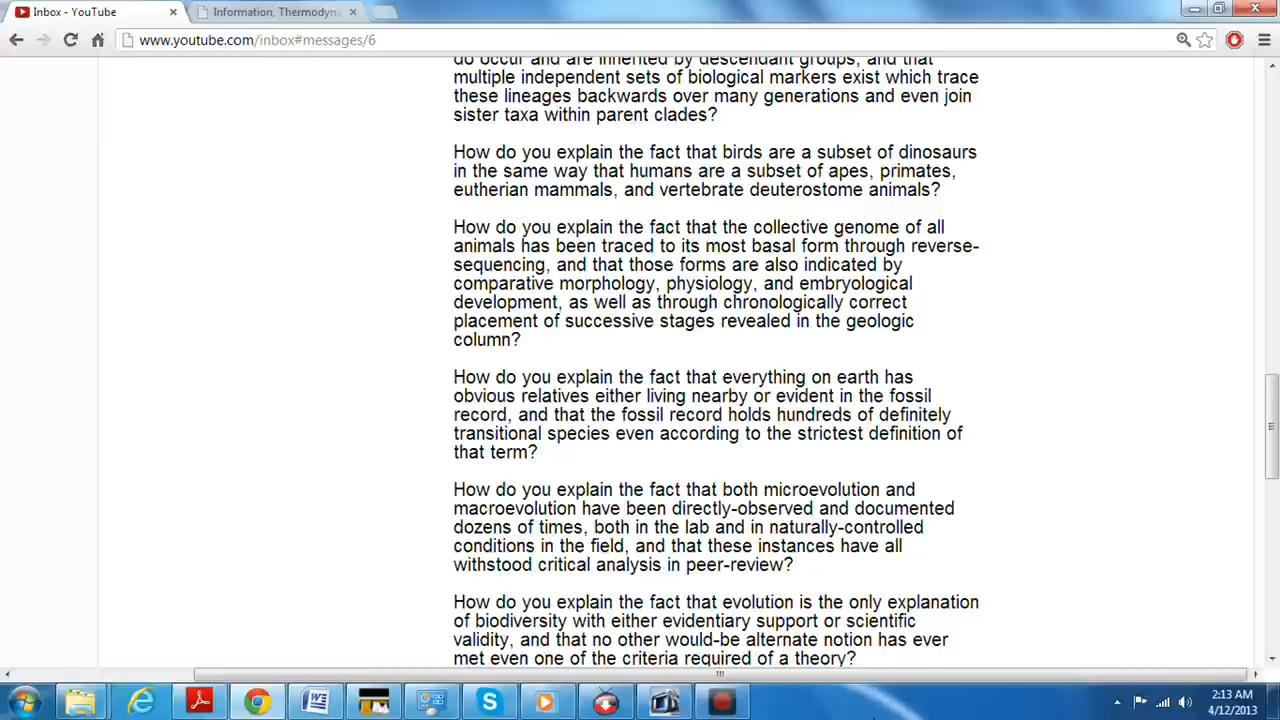 Inbox - YouTube
Information, Thermodyn
www.youtube.com/inbox#messages/6
do occur and are inherited by descendant groups, and that
multiple independent sets of biological markers exist which trace
these lineages backwards over many generations and even join
sister taxa within parent clades?
How do you explain the fact that birds are a subset of dinosaurs
in the same way that humans are a subset of apes, primates,
eutherian mammals, and vertebrate deuterostome animals?
How do you explain the fact that the collective genome of all
animals has been traced to its most basal form through reverse-
sequencing, and that those forms are also indicated by
comparative morphology, physiology, and embryological
development, as well as through chronologically correct
placement of successive stages revealed in the geologic
column?
How do you explain the fact that everything on earth has
obvious relatives either living nearby or evident in the fossil
record, and that the fossil record holds hundreds of definitely
transitional species even according to the strictest definition of
that term?
How do you explain the fact that both microevolution and
macroevolution have been directly-observed and documented
dozens of times, both in the lab and in naturally-controlled
conditions in the field, and that these instances have all
withstood critical analysis in peer-review?
How do you explain the fact that evolution is the only explanation
of biodiversity with either evidentiary support or scientific
validity, and that no other would-be alternate notion has ever
met even one of the criteria required of a theory?
2:13 AM
4/12/2013